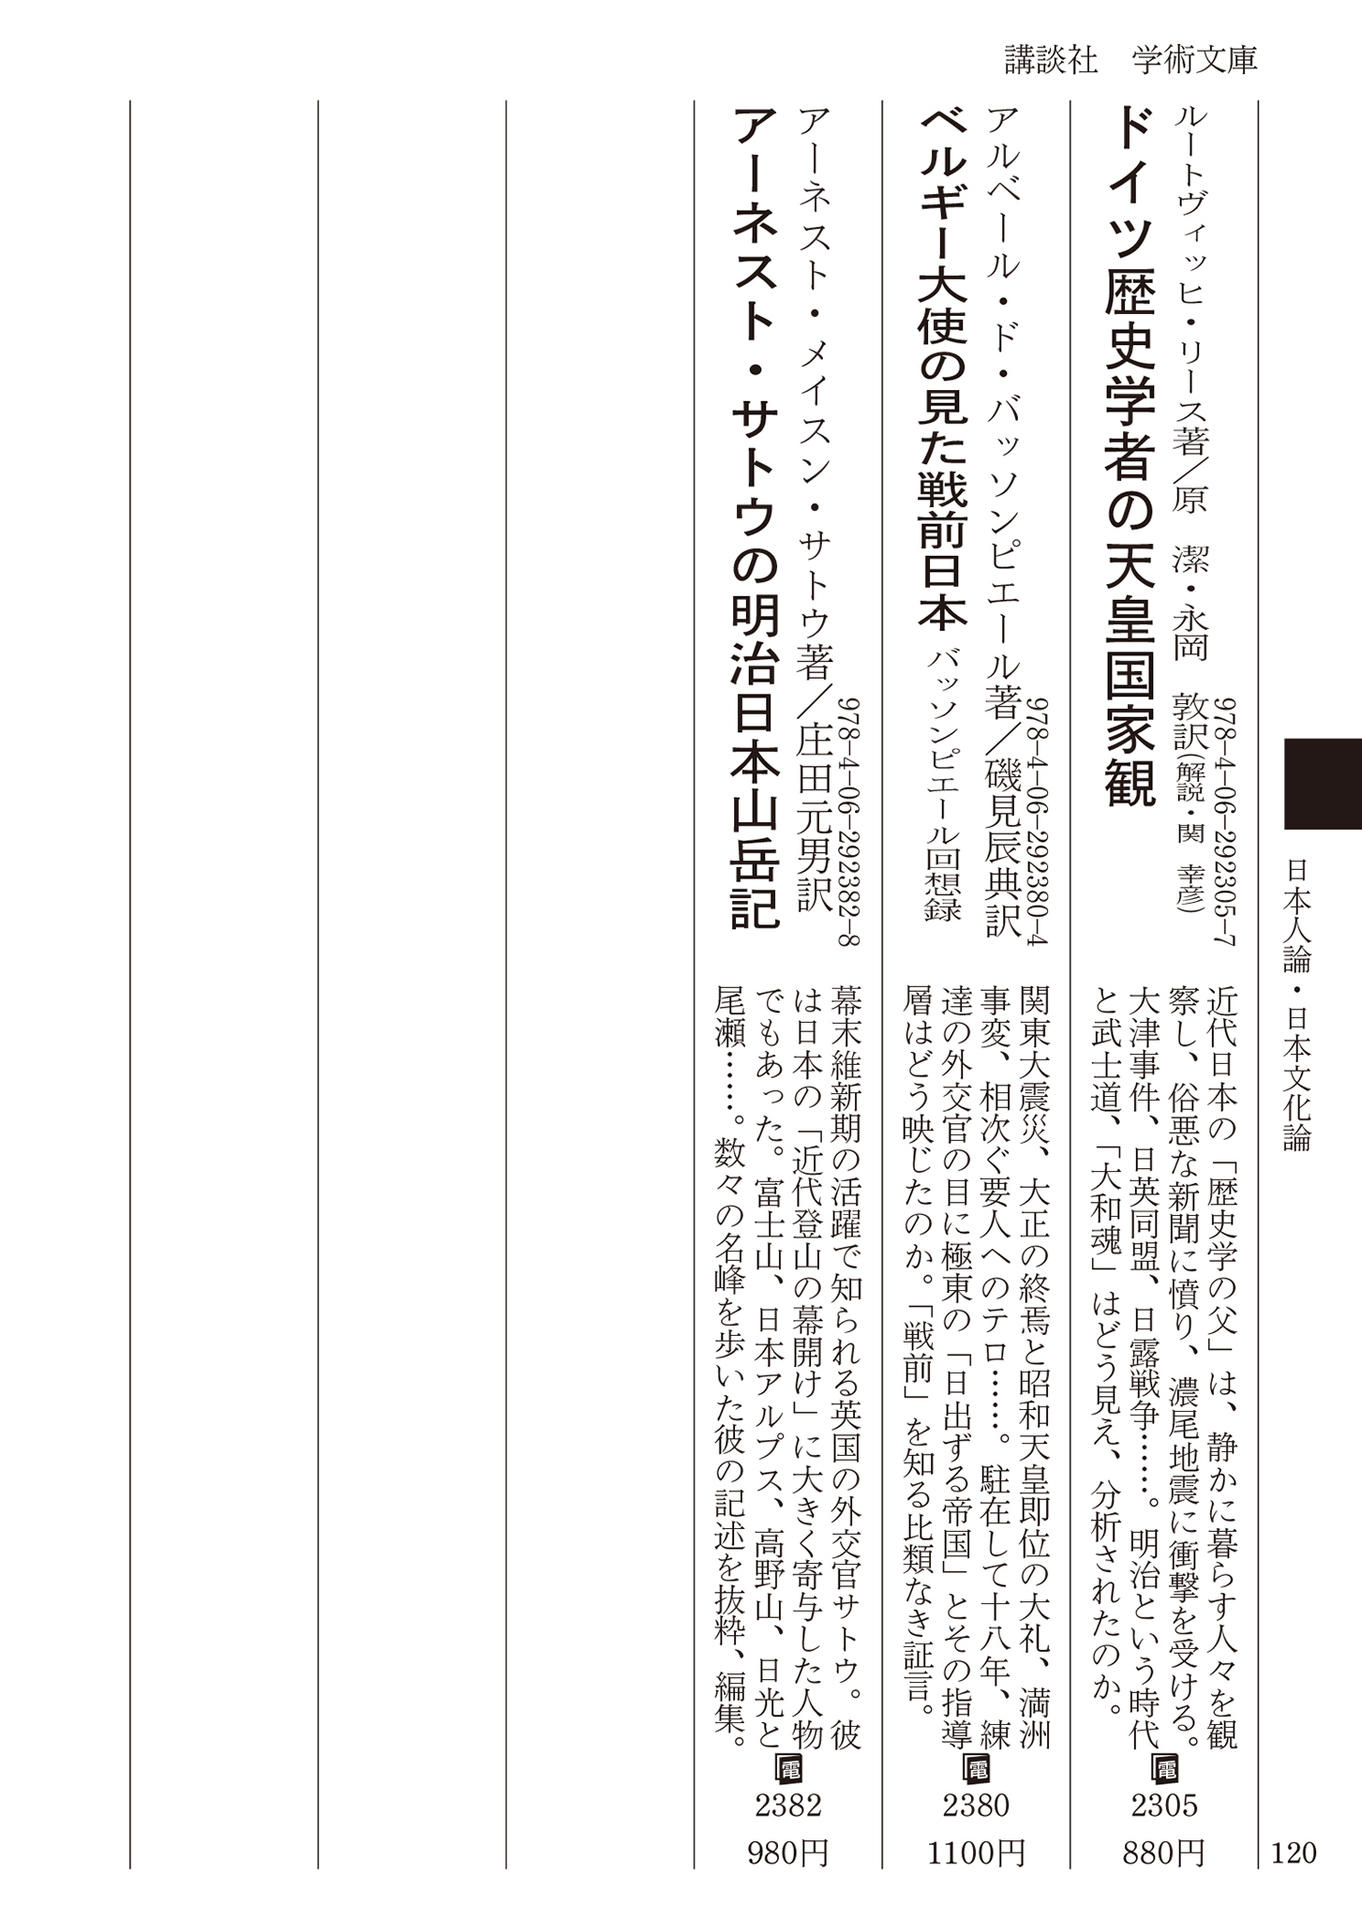 講談社　学術文庫
日本人論・日本文化論
120
978-4-06-292305-7
ルートヴィッヒ・リース著／原　潔・永岡　敦訳（解説・関　幸彦）
ドイツ歴史学者の天皇国家観
近代日本の「歴史学の父」は、静かに暮らす人々を観
察し、俗悪な新聞に憤り、濃尾地震に衝撃を受ける。
大津事件、日英同盟、日露戦争……。明治という時代
と武士道、「大和魂」はどう見え、分析されたのか。
電
2305
880円
978-4-06-292380-4
アルベール・ド・バッソンピエール著／磯見辰典訳
ベルギー大使の見た戦前日本　バッソンピエール回想録
関東大震災、大正の終焉と昭和天皇即位の大礼、満洲
事変、相次ぐ要人へのテロ……。駐在して十八年、練
達の外交官の目に極東の「日出ずる帝国」とその指導
層はどう映じたのか。「戦前」を知る比類なき証言。
電
2380
1100円
978-4-06-292382-8
アーネスト・メイスン・サトウ著／庄田元男訳
アーネスト・サトウの明治日本山岳記
幕末維新期の活躍で知られる英国の外交官サトウ。彼
は日本の「近代登山の幕開け」に大きく寄与した人物
でもあった。富士山、日本アルプス、高野山、日光と
尾瀬……。数々の名峰を歩いた彼の記述を抜粋、編集。
電
2382
980円